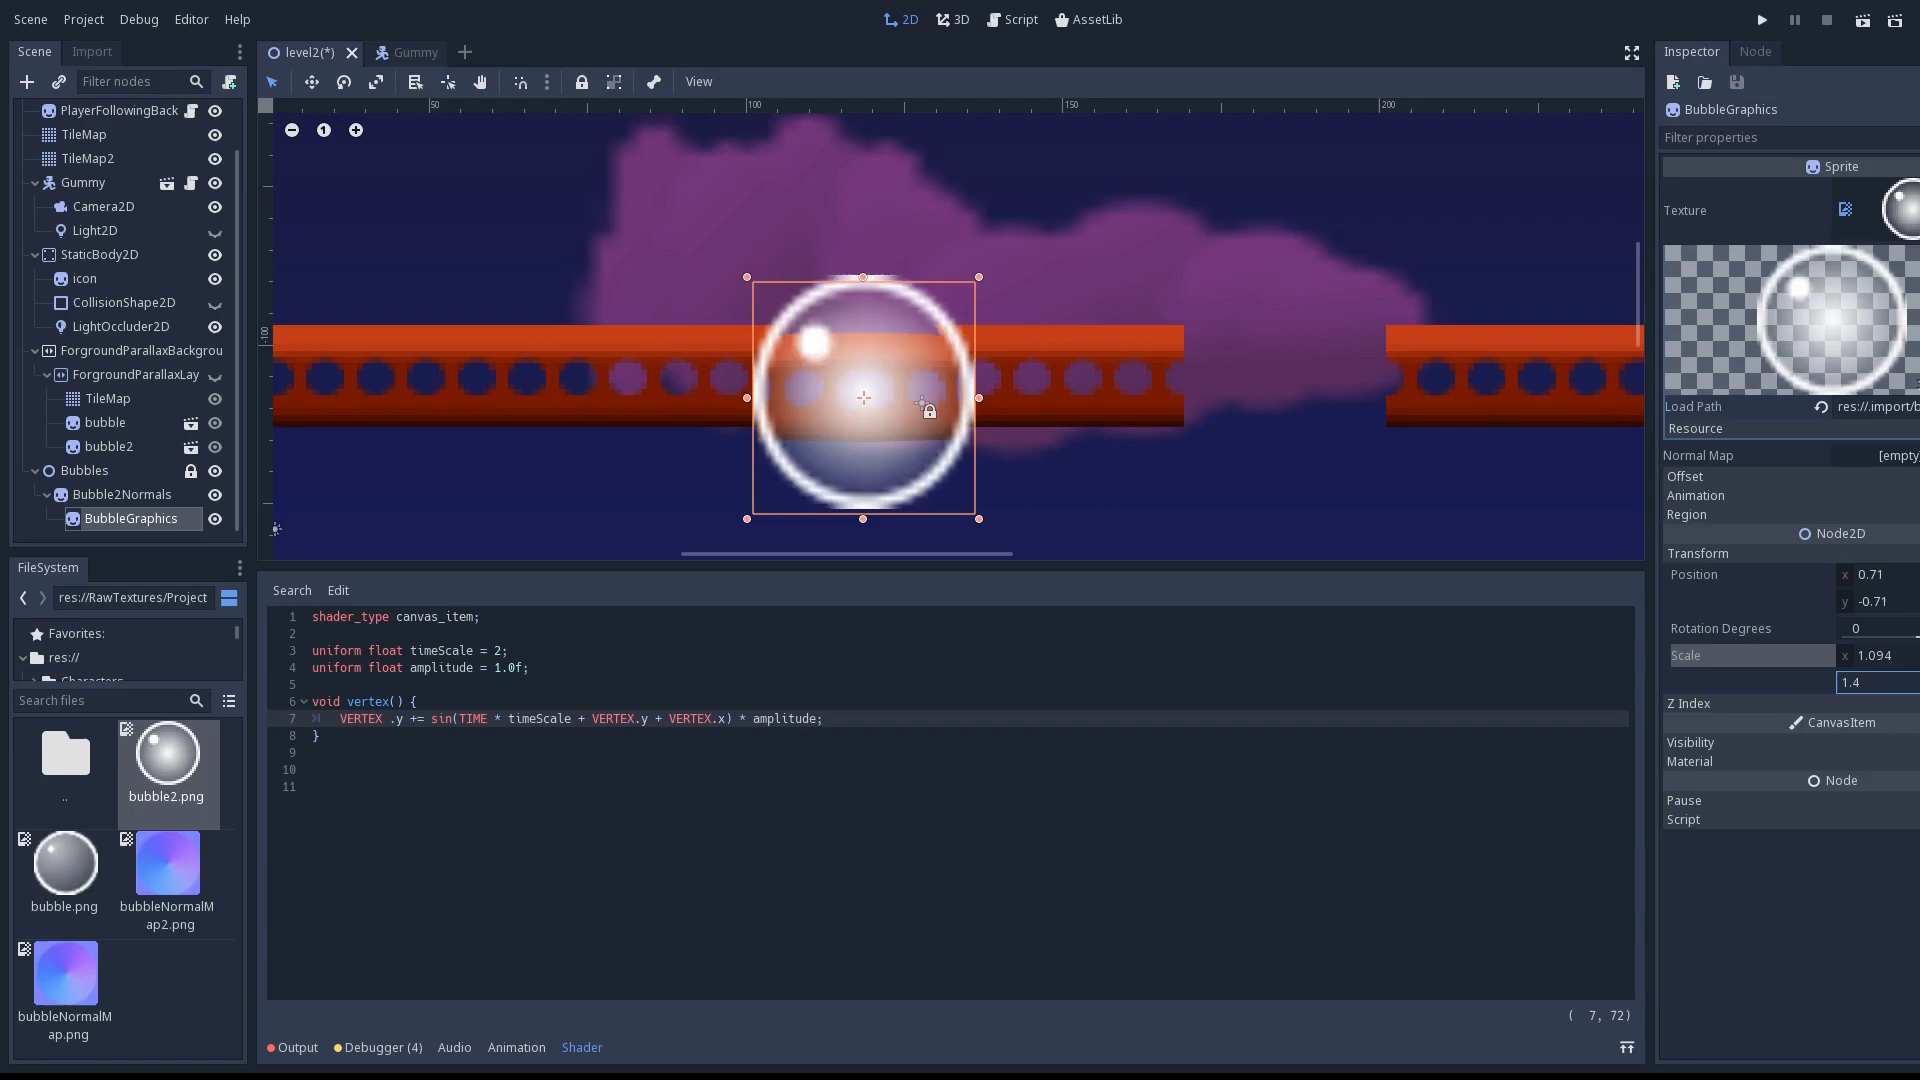 Scene Project Debug Editor Help
2D 3D Script AssetLib
Scene Import
Filter nodes
PlayerFollowingBack
TileMap
TileMap2
Gummy
Camera2D
Light2D
StaticBody2D
icon
CollisionShape2D
LightOccluder2D
ForgroundParallaxBackgrou
ForgroundParallaxLay
TileMap
bubble
bubble2
Bubbles
Bubble2Normals
BubbleGraphics
FileSystem
res://RawTextures/Project
Favorites:
res://
Characters
Search files
..
bubble2.png
bubble.png
bubbleNormalM
ap2.png
bubbleNormalM
ap.png
level2(*) Gummy
View
50 100 150 200
-100
1
Search Edit
1 shader_type canvas_item;
2
3 uniform float timeScale = 2;
4 uniform float amplitude = 1.0f;
5
6 void vertex() {
7 VERTEX .y += sin(TIME * timeScale + VERTEX.y + VERTEX.x) * amplitude;
8 }
9
10
11
( 7, 72)
Output Debugger (4) Audio Animation Shader
Inspector Node
BubbleGraphics
Filter properties
Sprite
Texture
Load Path res://.import/b
Resource
Normal Map [empty]
Offset
Animation
Region
Node2D
Transform
Position x 0.71
y -0.71
Rotation Degrees 0
Scale x 1.094
1.4
Z Index
CanvasItem
Visibility
Material
Node
Pause
Script